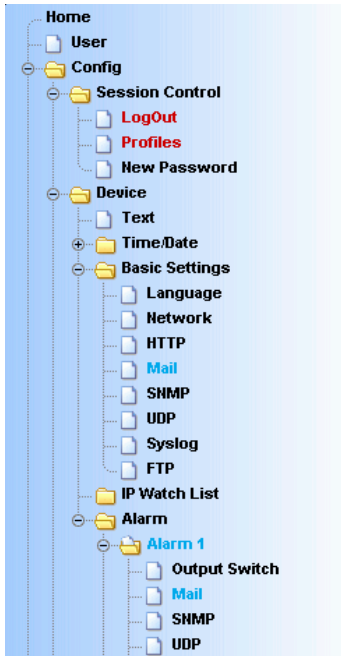 Home
User
Config
Session Control
LogOut
Profiles
New Password
Device
Text
Time/Date
Basic Settings
Language
Network
HTTP
Mail
SNMP
UDP
Syslog
FTP
IP Watch List
Alarm
Alarm 1
Output Switch
Mail
SNMP
UDP